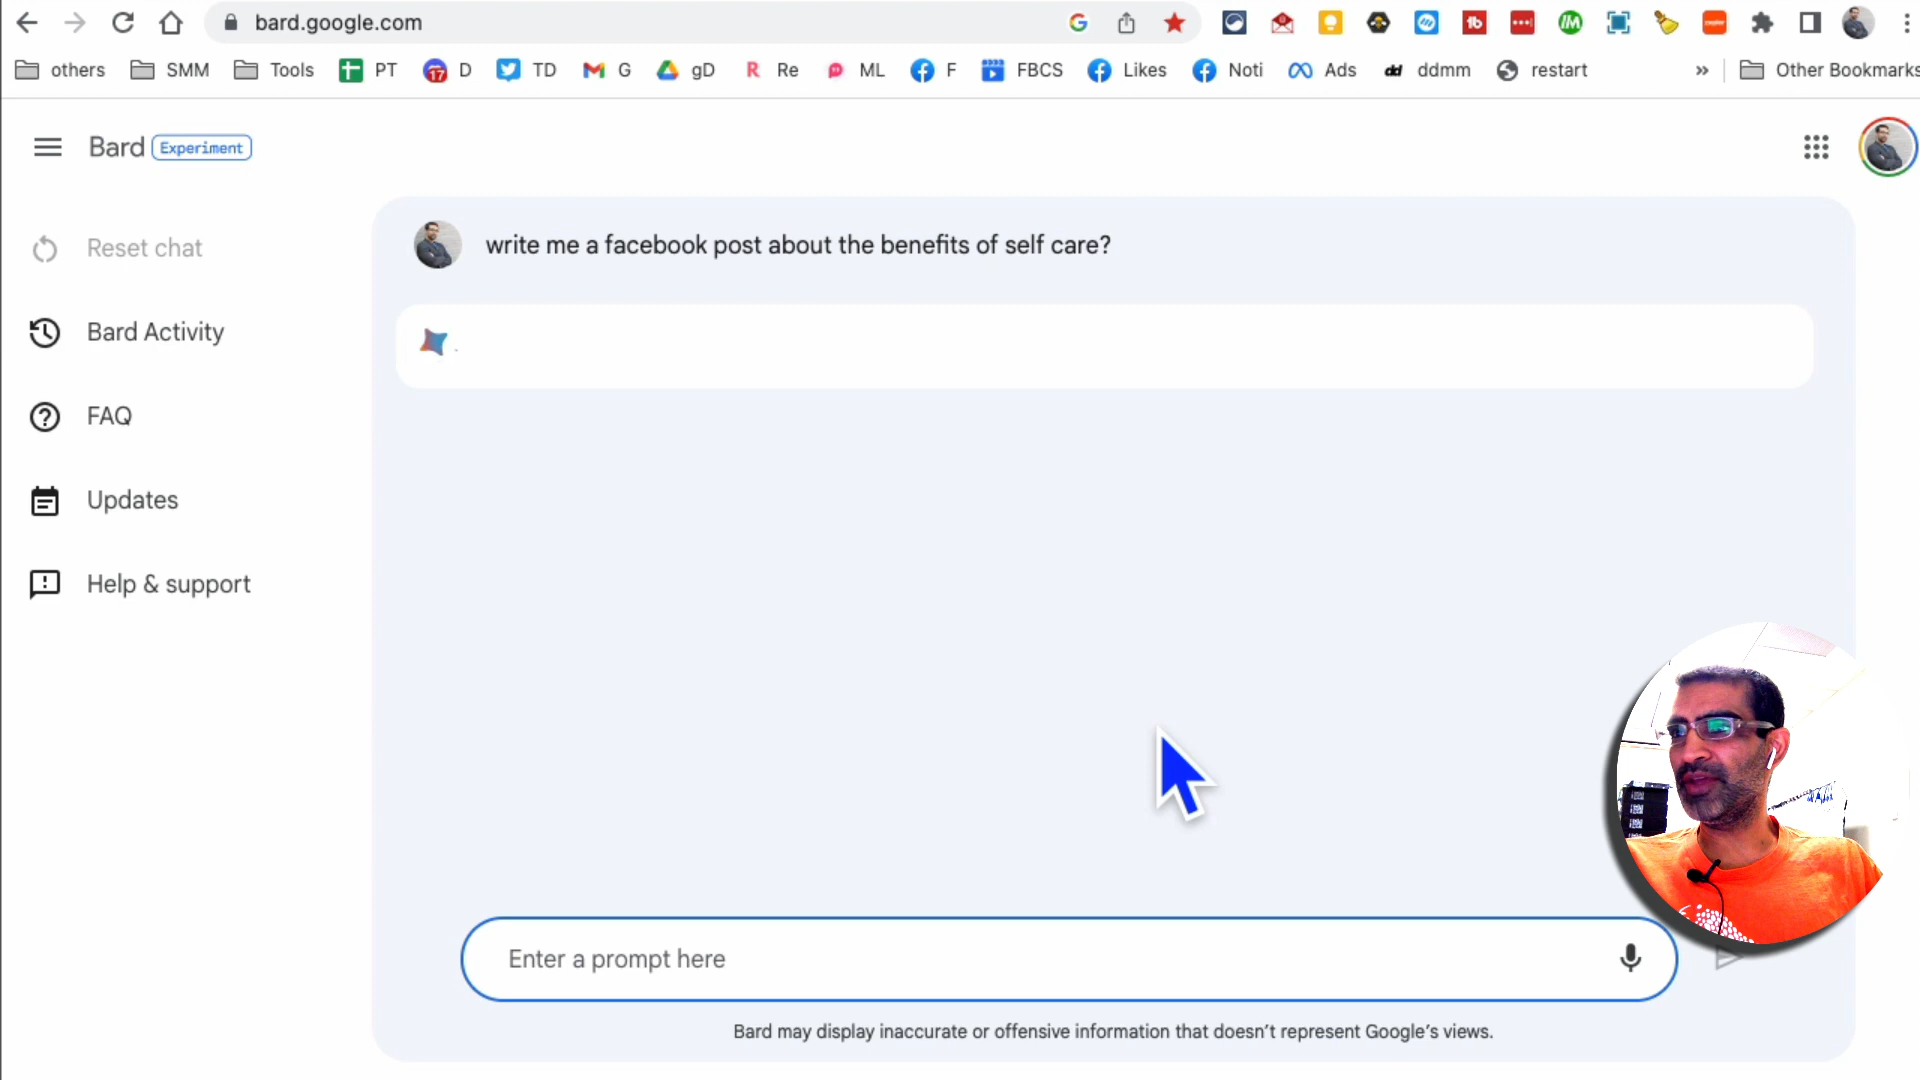 bard.google.com
others SMM Tools PT D TD G gD Re ML F FBCS Likes Noti Ads ddmm restart » Other Bookmarks
Bard Experiment
Reset chat
Bard Activity
FAQ
Updates
Help & support
write me a facebook post about the benefits of self care?
Enter a prompt here
Bard may display inaccurate or offensive information that doesn't represent Google's views.